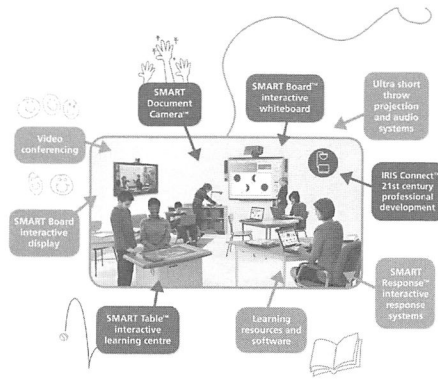 SMART
Document
Camera™
SMART Board™
interactive
whiteboard
Ultra short
throw
projection
and audio
systems
Video
conferencing
IRIS Connect™
21st century
professional
development
SMART Board
interactive
display
SMART
Response™
interactive
response
systems
SMART Table™
interactive
learning centre
Learning
resources and
software